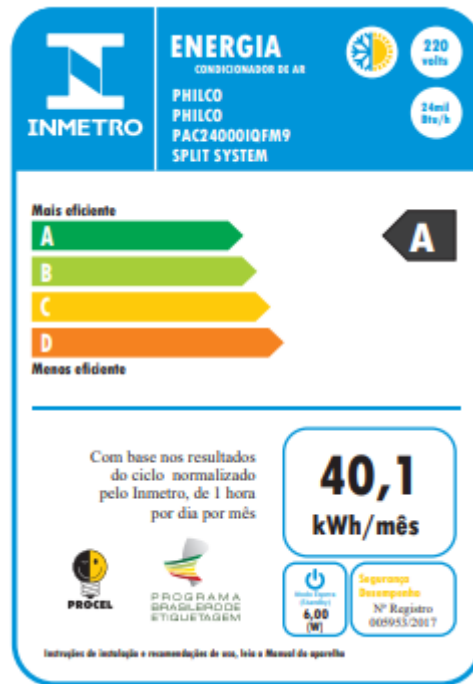 INMETRO
ENERGIA
CONDICIONADOR DE AR
220
volts
24mil
Btu/h
PHILCO
PHILCO
PAC24000IQFM9
SPLIT SYSTEM
Mais eficiente
A
A
B
C
D
Menos eficiente
Com base nos resultados
do ciclo normalizado
pelo Inmetro, de 1 hora
por dia por mês
40,1
kWh/mês
PROCEL
PROGRAMA
BRASILEIRO DE
ETIQUETAGEM
Modo Espera
(Standby)
6,00
(W)
Segurança
Desempenho
Nº Registro
005953/2017
Instruções de instalação e recomendações de uso, leia o Manual do aparelho